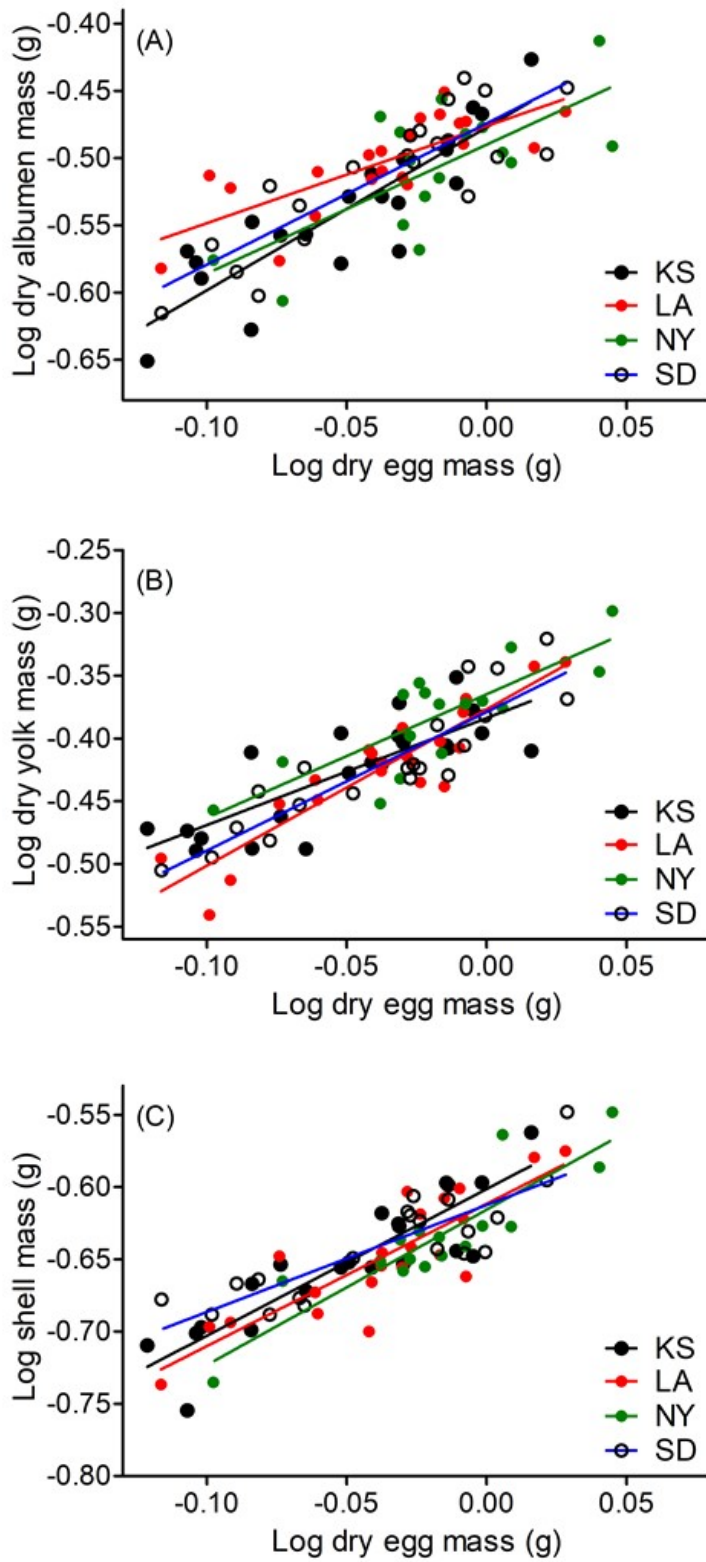 (A)
Log dry albumen mass (g)
-0.40
-0.45
-0.50
-0.55
-0.60
-0.65
KS
LA
NY
SD
-0.10 -0.05 0.00 0.05
Log dry egg mass (g)
(B)
Log dry yolk mass (g)
-0.25
-0.30
-0.35
-0.40
-0.45
-0.50
-0.55
KS
LA
NY
SD
-0.10 -0.05 0.00 0.05
Log dry egg mass (g)
(C)
Log shell mass (g)
-0.55
-0.60
-0.65
-0.70
-0.75
-0.80
KS
LA
NY
SD
-0.10 -0.05 0.00 0.05
Log dry egg mass (g)